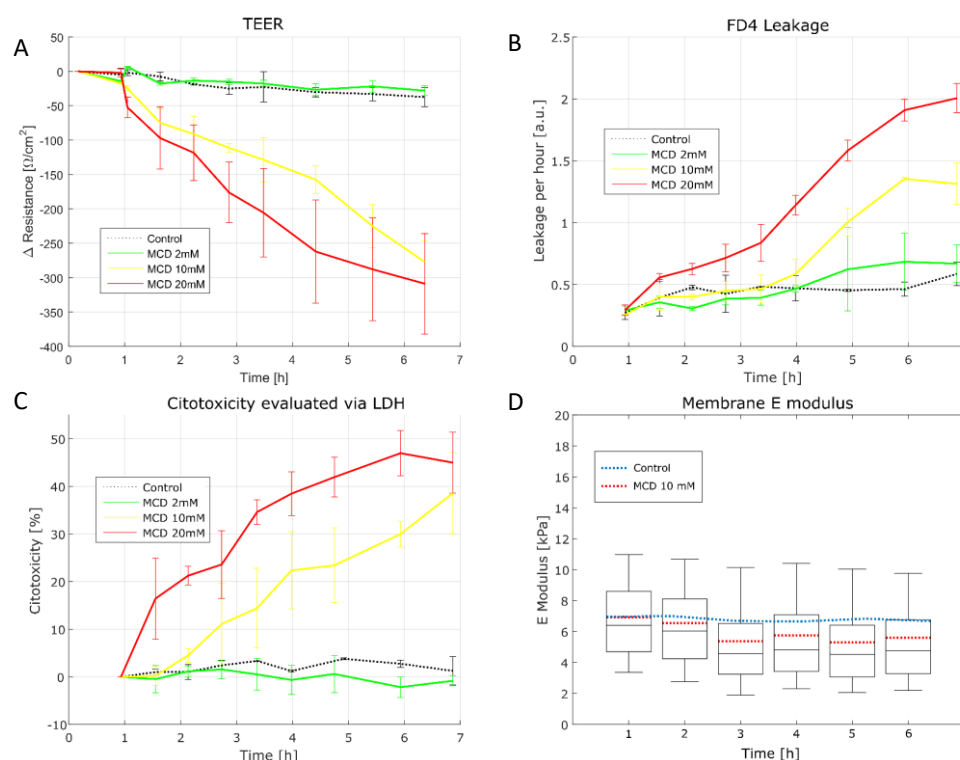 A
TEER
Δ Resistance [Ω/cm²]
50
0
-50
-100
-150
-200
-250
-300
-350
-400
Control
MCD 2mM
MCD 10mM
MCD 20mM
0
1
2
3
4
5
6
7
Time [h]
B
FD4 Leakage
Leakage per hour [a.u.]
2.5
2
1.5
1
0.5
0
Control
MCD 2mM
MCD 10mM
MCD 20mM
0
1
2
3
4
5
6
Time [h]
C
Citotoxicity evaluated via LDH
Citotoxicity [%]
50
40
30
20
10
0
-10
Control
MCD 2mM
MCD 10mM
MCD 20mM
0
1
2
3
4
5
6
7
Time [h]
D
Membrane E modulus
E Modulus [kPa]
20
18
16
14
12
10
8
6
4
2
0
Control
MCD 10 mM
1
2
3
4
5
6
Time [h]